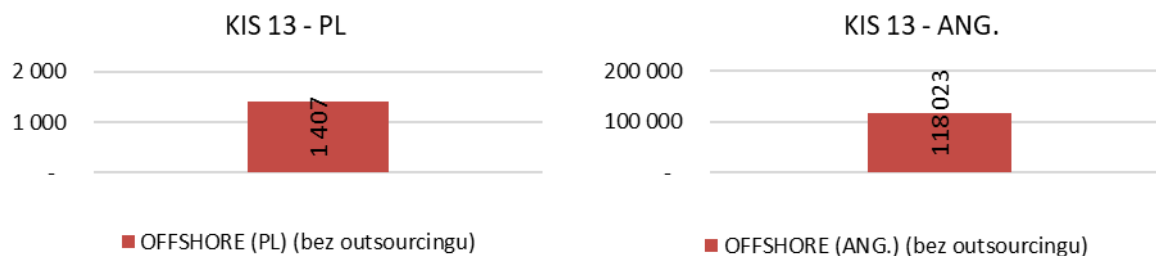 KIS 13 - PL
2 000
1 000
-
1 407
OFFSHORE (PL) (bez outsourcingu)
KIS 13 - ANG.
200 000
100 000
-
118 023
OFFSHORE (ANG.) (bez outsourcingu)